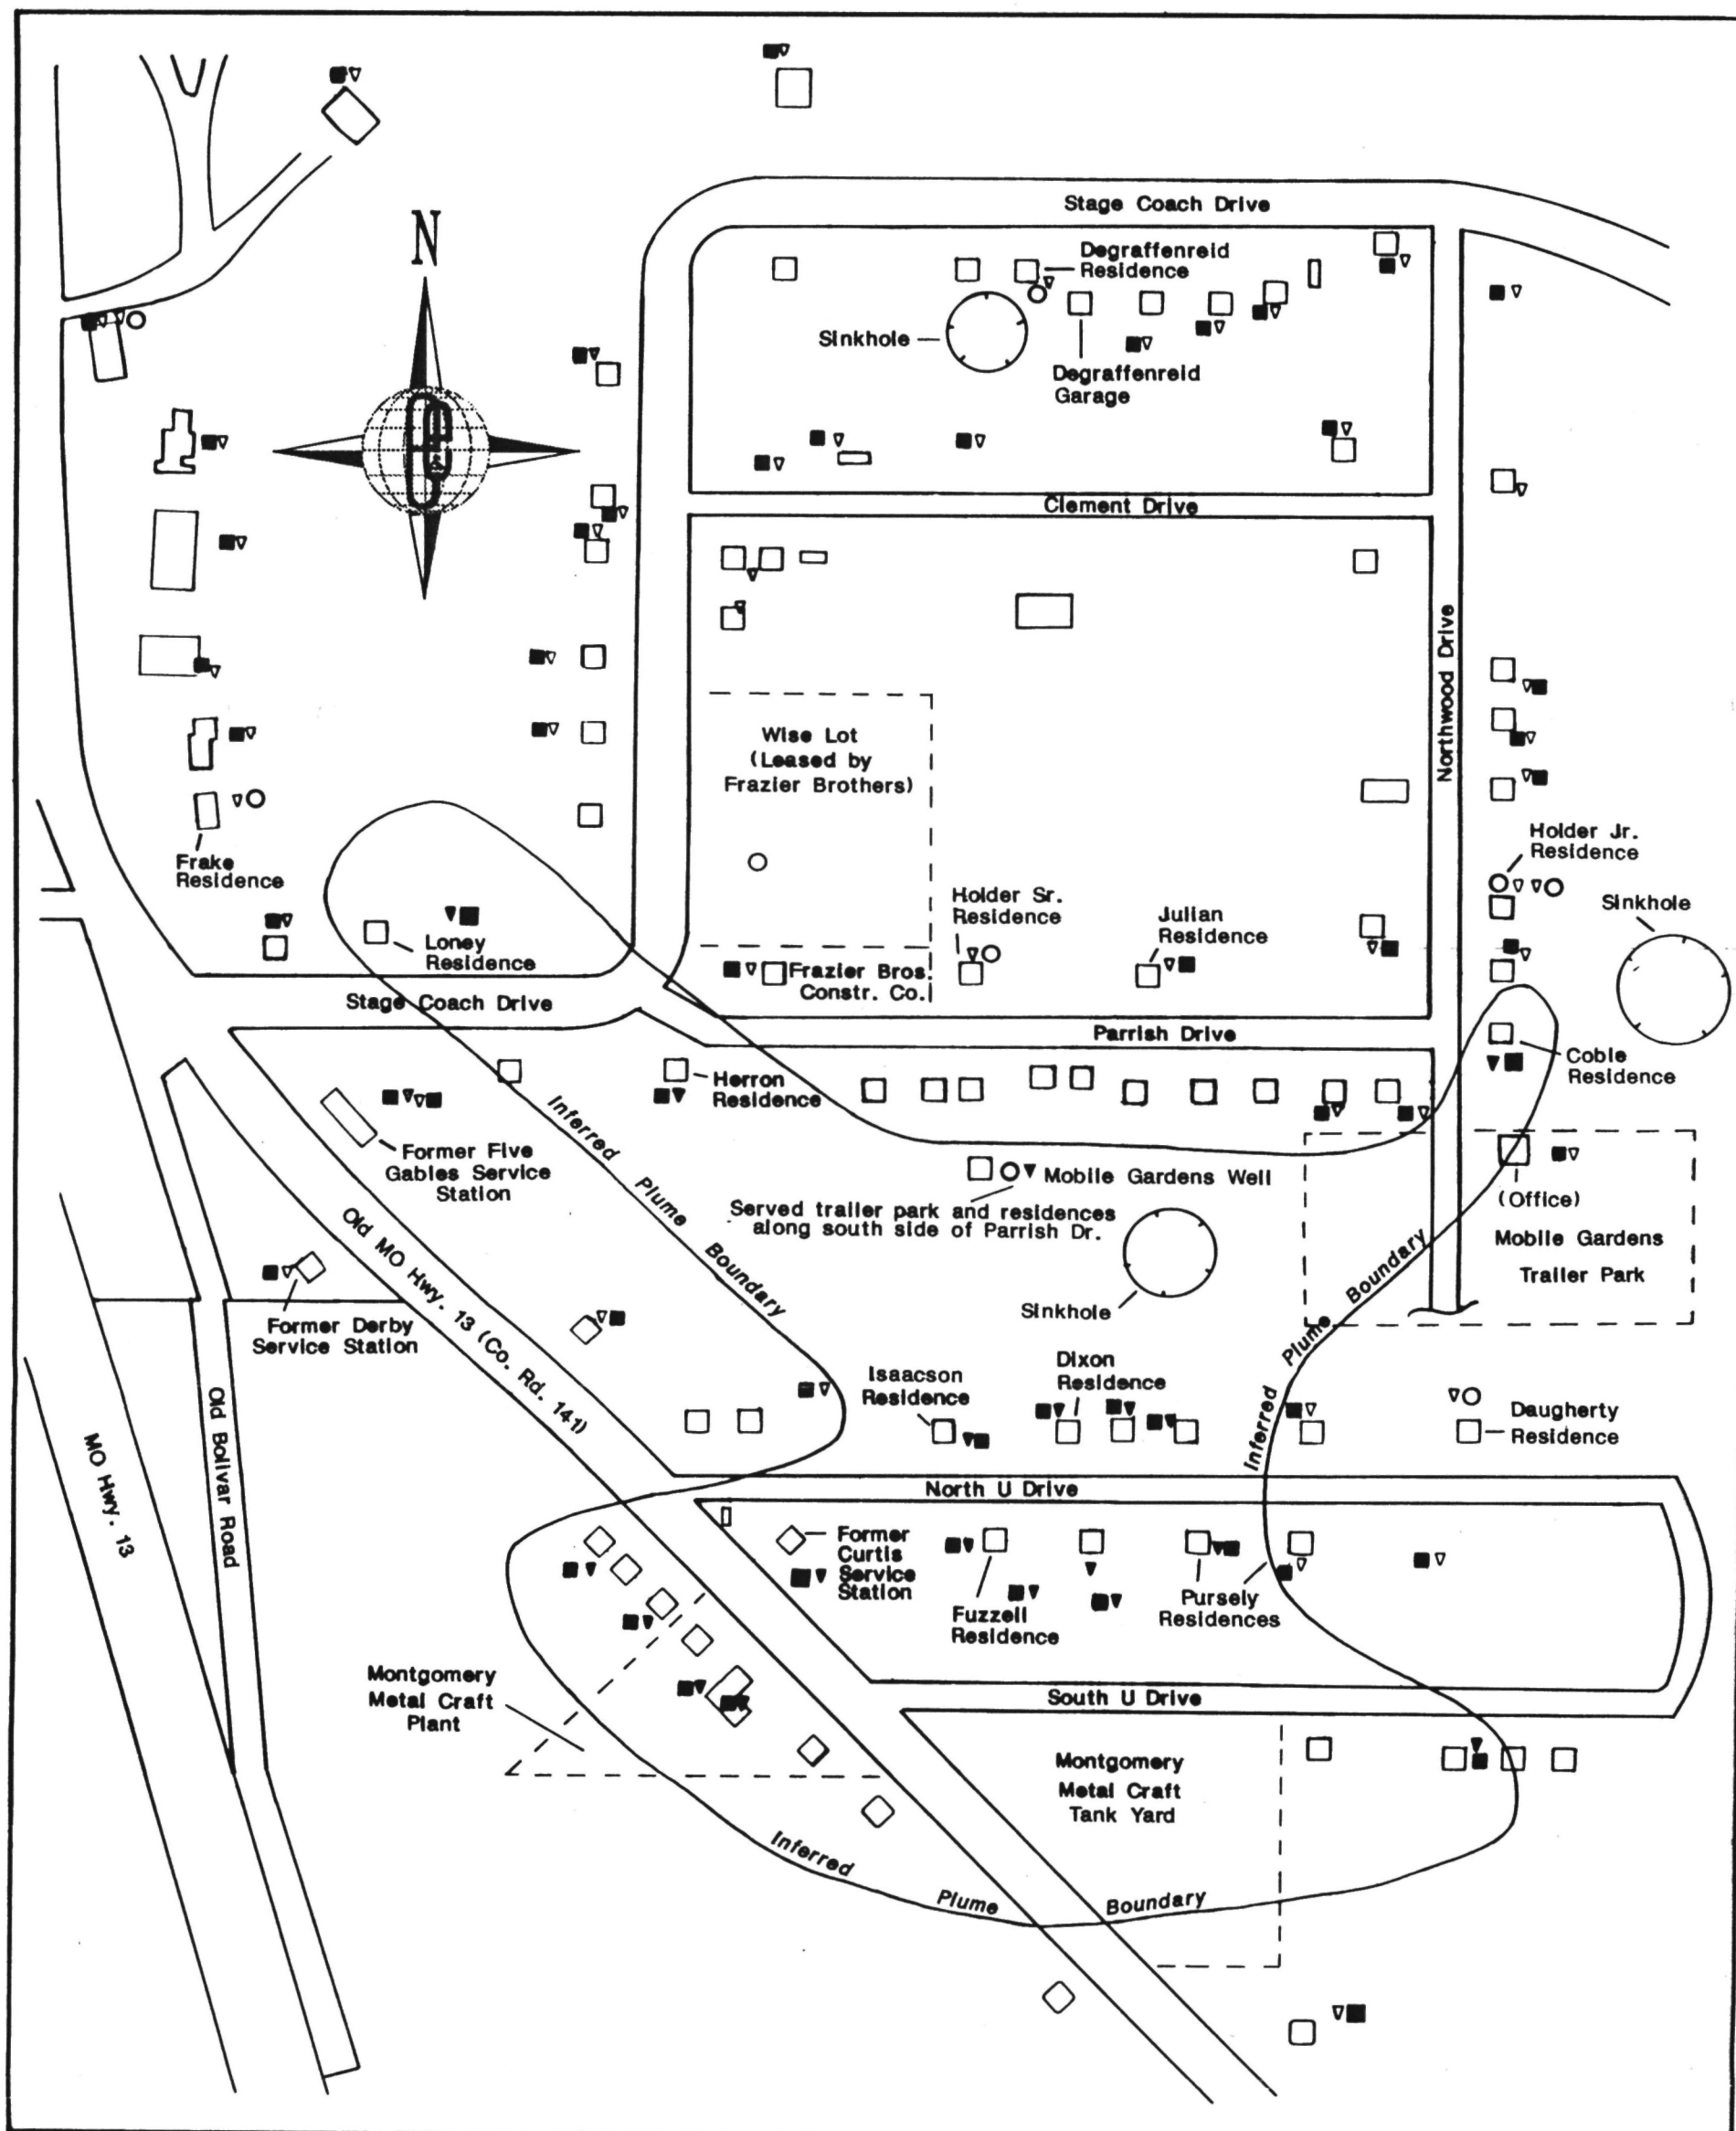 N
Stage Coach Drive
Degraffenreid
Residence
Sinkhole
Degraffenreid
Garage
Clement Drive
Northwood Drive
Wise Lot
(Leased by
Frazier Brothers)
Frake
Residence
Holder Jr.
Residence
Sinkhole
Holder Sr.
Residence
Julian
Residence
Loney
Residence
Frazier Bros.
Constr. Co.
Stage Coach Drive
Parrish Drive
Coble
Residence
Herron
Residence
Inferred Plume Boundary
Former Five
Gables Service
Station
Mobile Gardens Well
Served trailer park and residences
along south side of Parrish Dr.
(Office)
Mobile Gardens
Trailer Park
Old MO Hwy. 13 (Co. Rd. 141)
Sinkhole
Inferred Plume Boundary
Former Derby
Service Station
Isaacson
Residence
Dixon
Residence
Daugherty
Residence
MO Hwy. 13
Old Bolivar Road
North U Drive
Former
Curtis
Service
Station
Fuzzell
Residence
Pursely
Residences
Montgomery
Metal Craft
Plant
South U Drive
Montgomery
Metal Craft
Tank Yard
Inferred Plume Boundary